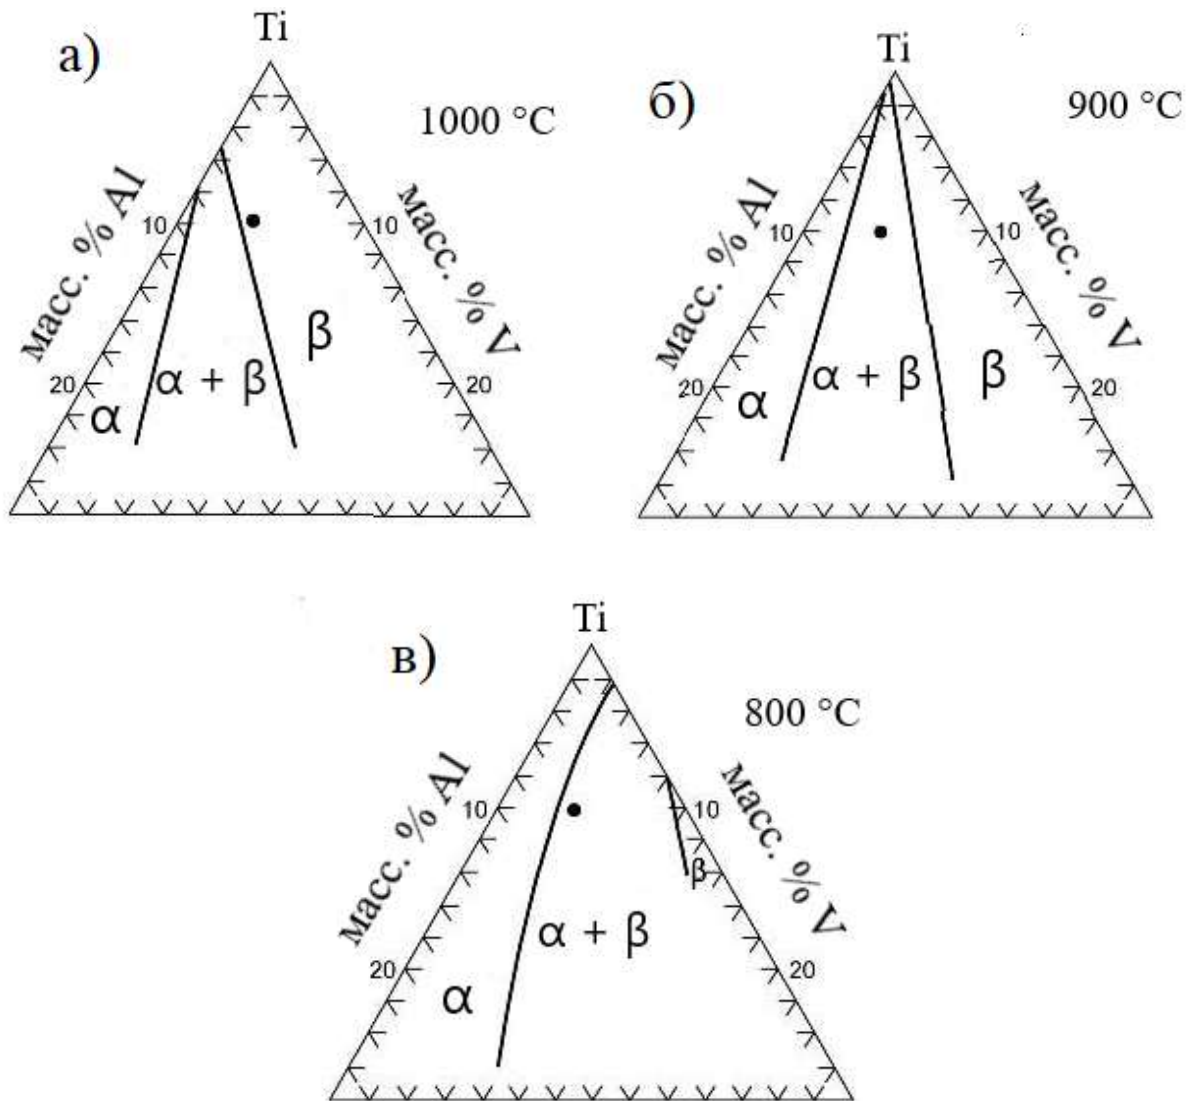 а)
Ti
1000 °C
масс. % Al
масс. % V
10
10
20
20
α
α + β
β
б)
Ti
900 °C
масс. % Al
масс. % V
10
10
20
20
α
α + β
β
в)
Ti
800 °C
масс. % Al
масс. % V
10
10
β
α + β
20
20
α